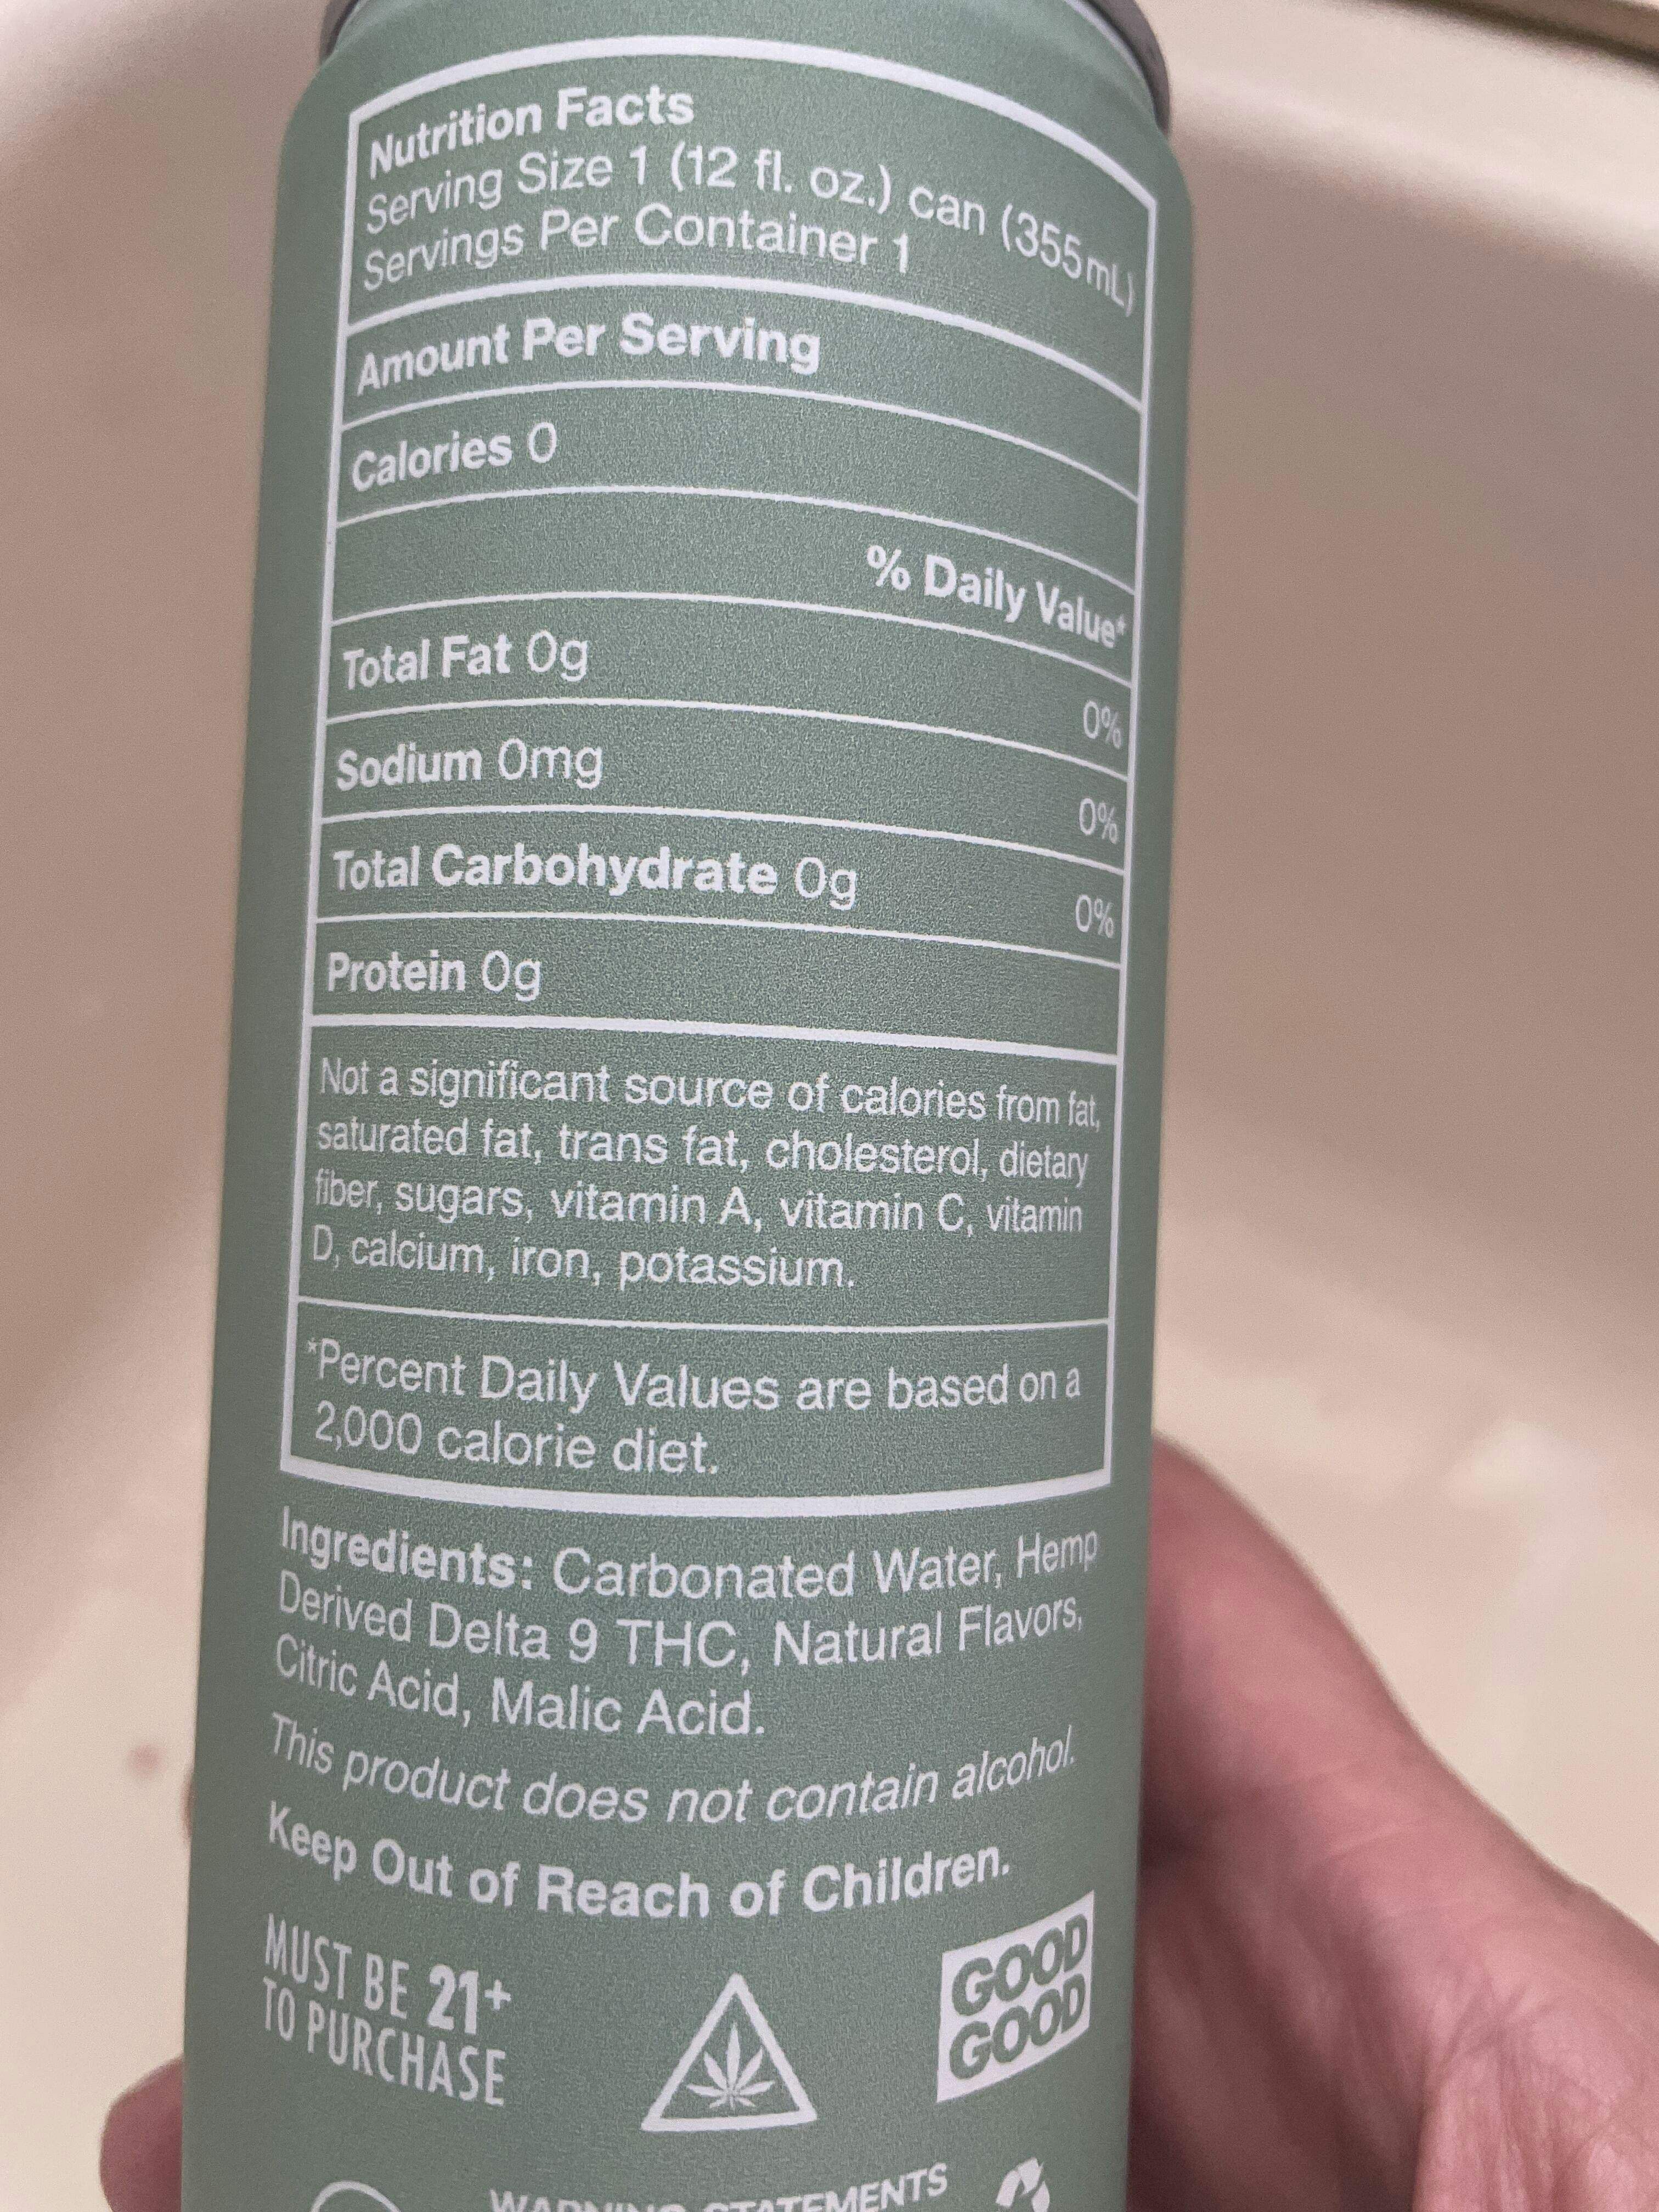 Nutrition Facts
Serving Size 1 (12 fl. oz.) can (355mL)
Servings Per Container 1
Amount Per Serving
Calories 0
% Daily Value*
Total Fat 0g 0%
Sodium 0mg 0%
Total Carbohydrate 0g 0%
Protein 0g
Not a significant source of calories from fat,
saturated fat, trans fat, cholesterol, dietary
fiber, sugars, vitamin A, vitamin C, vitamin
D, calcium, iron, potassium.
*Percent Daily Values are based on a
2,000 calorie diet.
Ingredients: Carbonated Water, Hemp
Derived Delta 9 THC, Natural Flavors,
Citric Acid, Malic Acid.
This product does not contain alcohol.
Keep Out of Reach of Children.
MUST BE 21+
TO PURCHASE
GOOD
GOOD
WARNING STATEMENTS